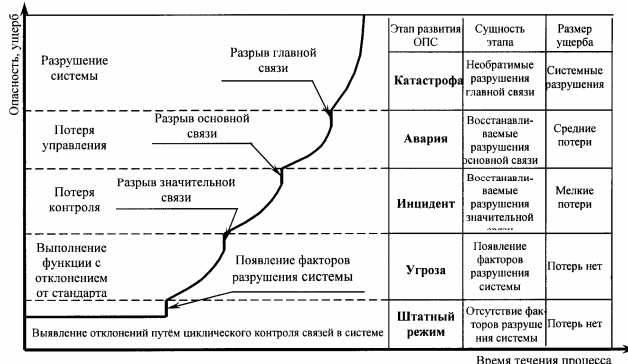 Опасность, ущерб
Разрушение
системы
Разрыв главной
связи
Потеря
управления
Разрыв основной
связи
Потеря
контроля
Разрыв значительной
связи
Выполнение
функции с
отклонением
от стандарта
Появление факторов
разрушения системы
Выявление отклонений путём циклического контроля связей в системе
Этап развития
ОПС
Сущность
этапа
Размер
ущерба
Катастрофа
Необратимые
разрушения
главной связи
Системные
разрушения
Авария
Восстанавли-
ваемые
разрушения
основной связи
Средние
потери
Инцидент
Восстанавли-
ваемые
разрушения
значительной
связи
Мелкие
потери
Угроза
Появление
факторов
разрушения
системы
Потерь нет
Штатный
режим
Отсутствие фак-
торов разруше
ния системы
Потерь нет
Время течения процесса